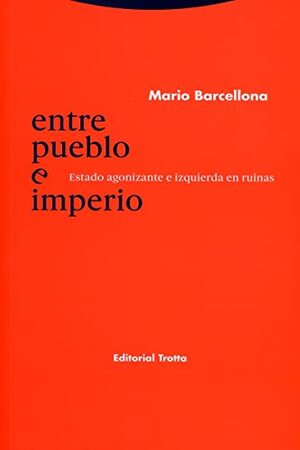 Mario Barcellona
entre
pueblo
e Estado agonizante e izquierda en ruinas
imperio
Editorial Trotta